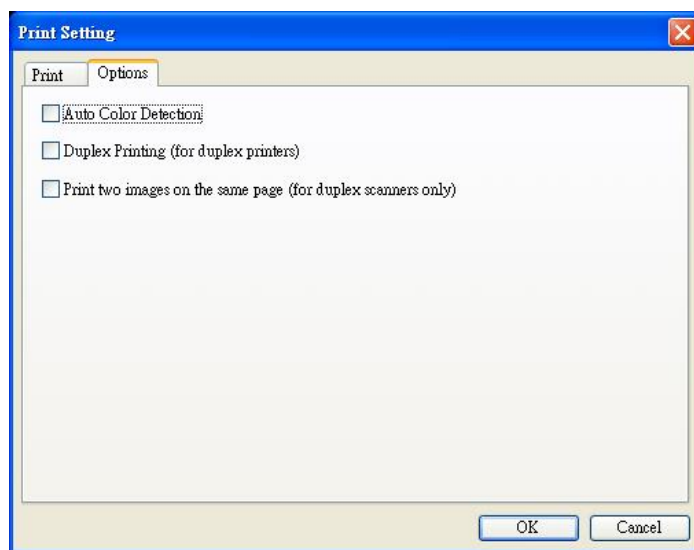 Print Setting
Print
Options
Auto Color Detection
Duplex Printing (for duplex printers)
Print two images on the same page (for duplex scanners only)
OK
Cancel